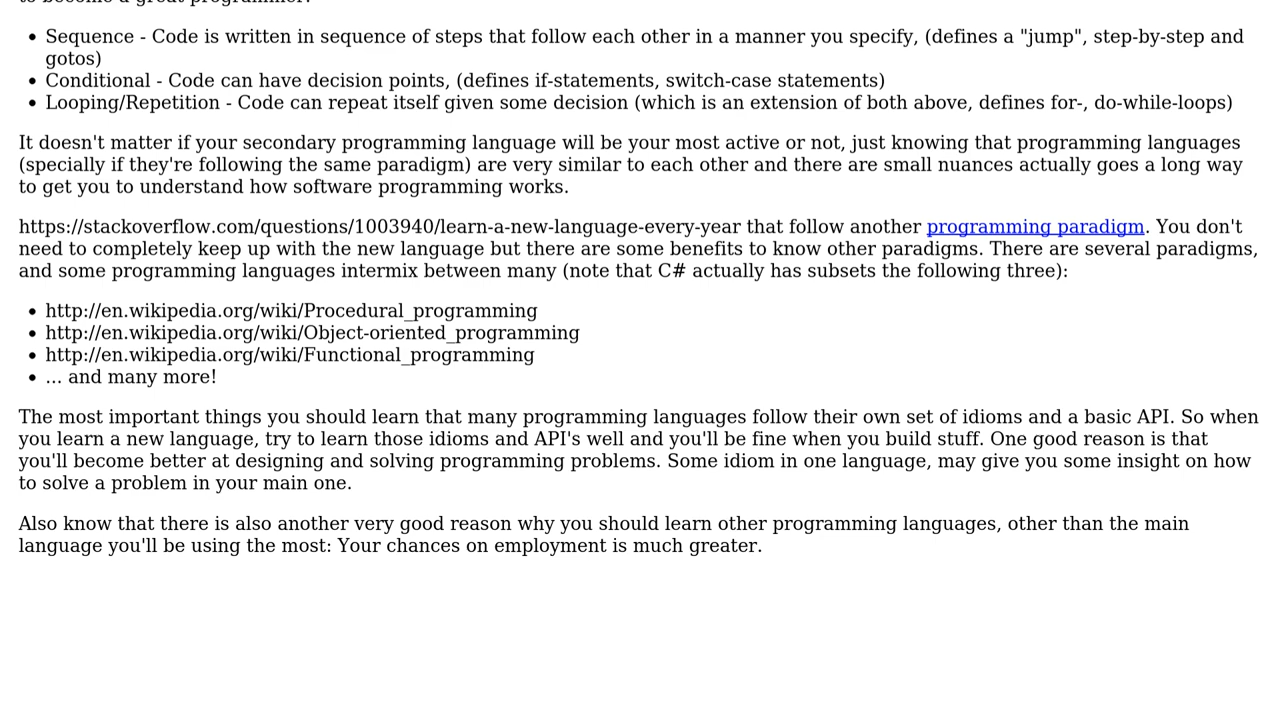 to become a great programmer.
• Sequence - Code is written in sequence of steps that follow each other in a manner you specify, (defines a "jump", step-by-step and
gotos)
• Conditional - Code can have decision points, (defines if-statements, switch-case statements)
• Looping/Repetition - Code can repeat itself given some decision (which is an extension of both above, defines for-, do-while-loops)
It doesn't matter if your secondary programming language will be your most active or not, just knowing that programming languages
(specially if they're following the same paradigm) are very similar to each other and there are small nuances actually goes a long way
to get you to understand how software programming works.
https://stackoverflow.com/questions/1003940/learn-a-new-language-every-year that follow another programming paradigm. You don't
need to completely keep up with the new language but there are some benefits to know other paradigms. There are several paradigms,
and some programming languages intermix between many (note that C# actually has subsets the following three):
• http://en.wikipedia.org/wiki/Procedural_programming
• http://en.wikipedia.org/wiki/Object-oriented_programming
• http://en.wikipedia.org/wiki/Functional_programming
• ... and many more!
The most important things you should learn that many programming languages follow their own set of idioms and a basic API. So when
you learn a new language, try to learn those idioms and API's well and you'll be fine when you build stuff. One good reason is that
you'll become better at designing and solving programming problems. Some idiom in one language, may give you some insight on how
to solve a problem in your main one.
Also know that there is also another very good reason why you should learn other programming languages, other than the main
language you'll be using the most: Your chances on employment is much greater.